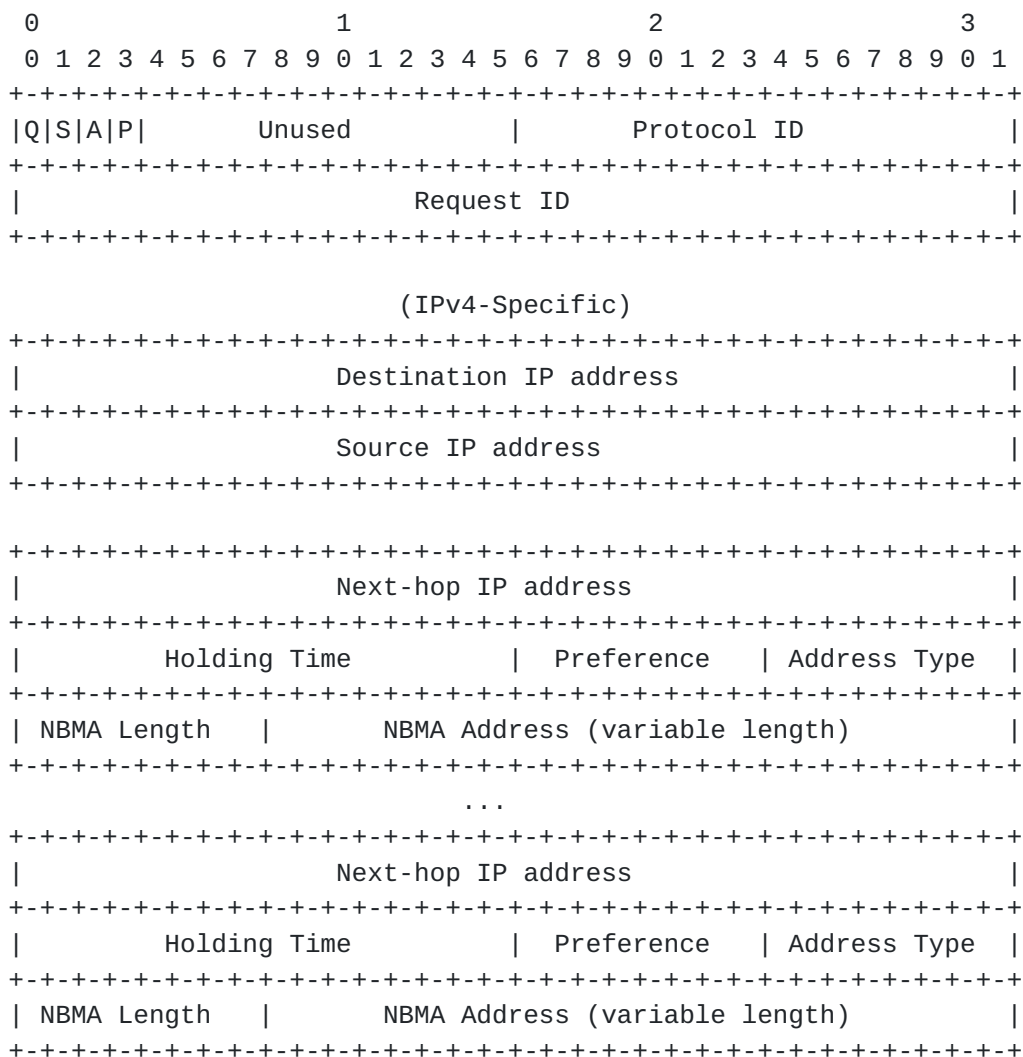 0                   1                   2                   3
 0 1 2 3 4 5 6 7 8 9 0 1 2 3 4 5 6 7 8 9 0 1 2 3 4 5 6 7 8 9 0 1
+-+-+-+-+-+-+-+-+-+-+-+-+-+-+-+-+-+-+-+-+-+-+-+-+-+-+-+-+-+-+-+-+
|Q|S|A|P|       Unused          |       Protocol ID             |
+-+-+-+-+-+-+-+-+-+-+-+-+-+-+-+-+-+-+-+-+-+-+-+-+-+-+-+-+-+-+-+-+
|                         Request ID                            |
+-+-+-+-+-+-+-+-+-+-+-+-+-+-+-+-+-+-+-+-+-+-+-+-+-+-+-+-+-+-+-+-+

                         (IPv4-Specific)
+-+-+-+-+-+-+-+-+-+-+-+-+-+-+-+-+-+-+-+-+-+-+-+-+-+-+-+-+-+-+-+-+
|                    Destination IP address                     |
+-+-+-+-+-+-+-+-+-+-+-+-+-+-+-+-+-+-+-+-+-+-+-+-+-+-+-+-+-+-+-+-+
|                    Source IP address                          |
+-+-+-+-+-+-+-+-+-+-+-+-+-+-+-+-+-+-+-+-+-+-+-+-+-+-+-+-+-+-+-+-+

+-+-+-+-+-+-+-+-+-+-+-+-+-+-+-+-+-+-+-+-+-+-+-+-+-+-+-+-+-+-+-+-+
|                    Next-hop IP address                        |
+-+-+-+-+-+-+-+-+-+-+-+-+-+-+-+-+-+-+-+-+-+-+-+-+-+-+-+-+-+-+-+-+
|         Holding Time          |  Preference   | Address Type  |
+-+-+-+-+-+-+-+-+-+-+-+-+-+-+-+-+-+-+-+-+-+-+-+-+-+-+-+-+-+-+-+-+
| NBMA Length   |       NBMA Address (variable length)          |
+-+-+-+-+-+-+-+-+-+-+-+-+-+-+-+-+-+-+-+-+-+-+-+-+-+-+-+-+-+-+-+-+
                             ...
+-+-+-+-+-+-+-+-+-+-+-+-+-+-+-+-+-+-+-+-+-+-+-+-+-+-+-+-+-+-+-+-+
|                    Next-hop IP address                        |
+-+-+-+-+-+-+-+-+-+-+-+-+-+-+-+-+-+-+-+-+-+-+-+-+-+-+-+-+-+-+-+-+
|         Holding Time          |  Preference   | Address Type  |
+-+-+-+-+-+-+-+-+-+-+-+-+-+-+-+-+-+-+-+-+-+-+-+-+-+-+-+-+-+-+-+-+
| NBMA Length   |       NBMA Address (variable length)          |
+-+-+-+-+-+-+-+-+-+-+-+-+-+-+-+-+-+-+-+-+-+-+-+-+-+-+-+-+-+-+-+-+